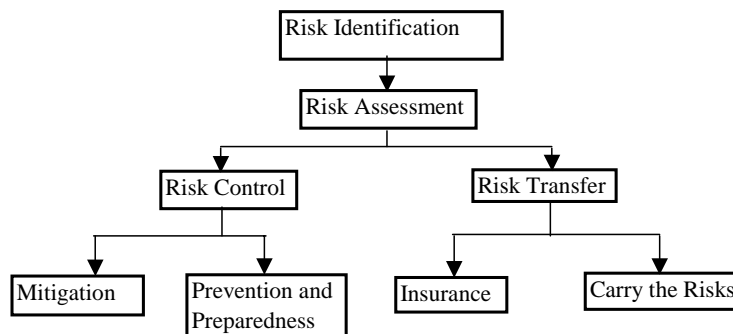 Risk Identification
Risk Assessment
Risk Control
Risk Transfer
Mitigation
Prevention and
Preparedness
Insurance
Carry the Risks